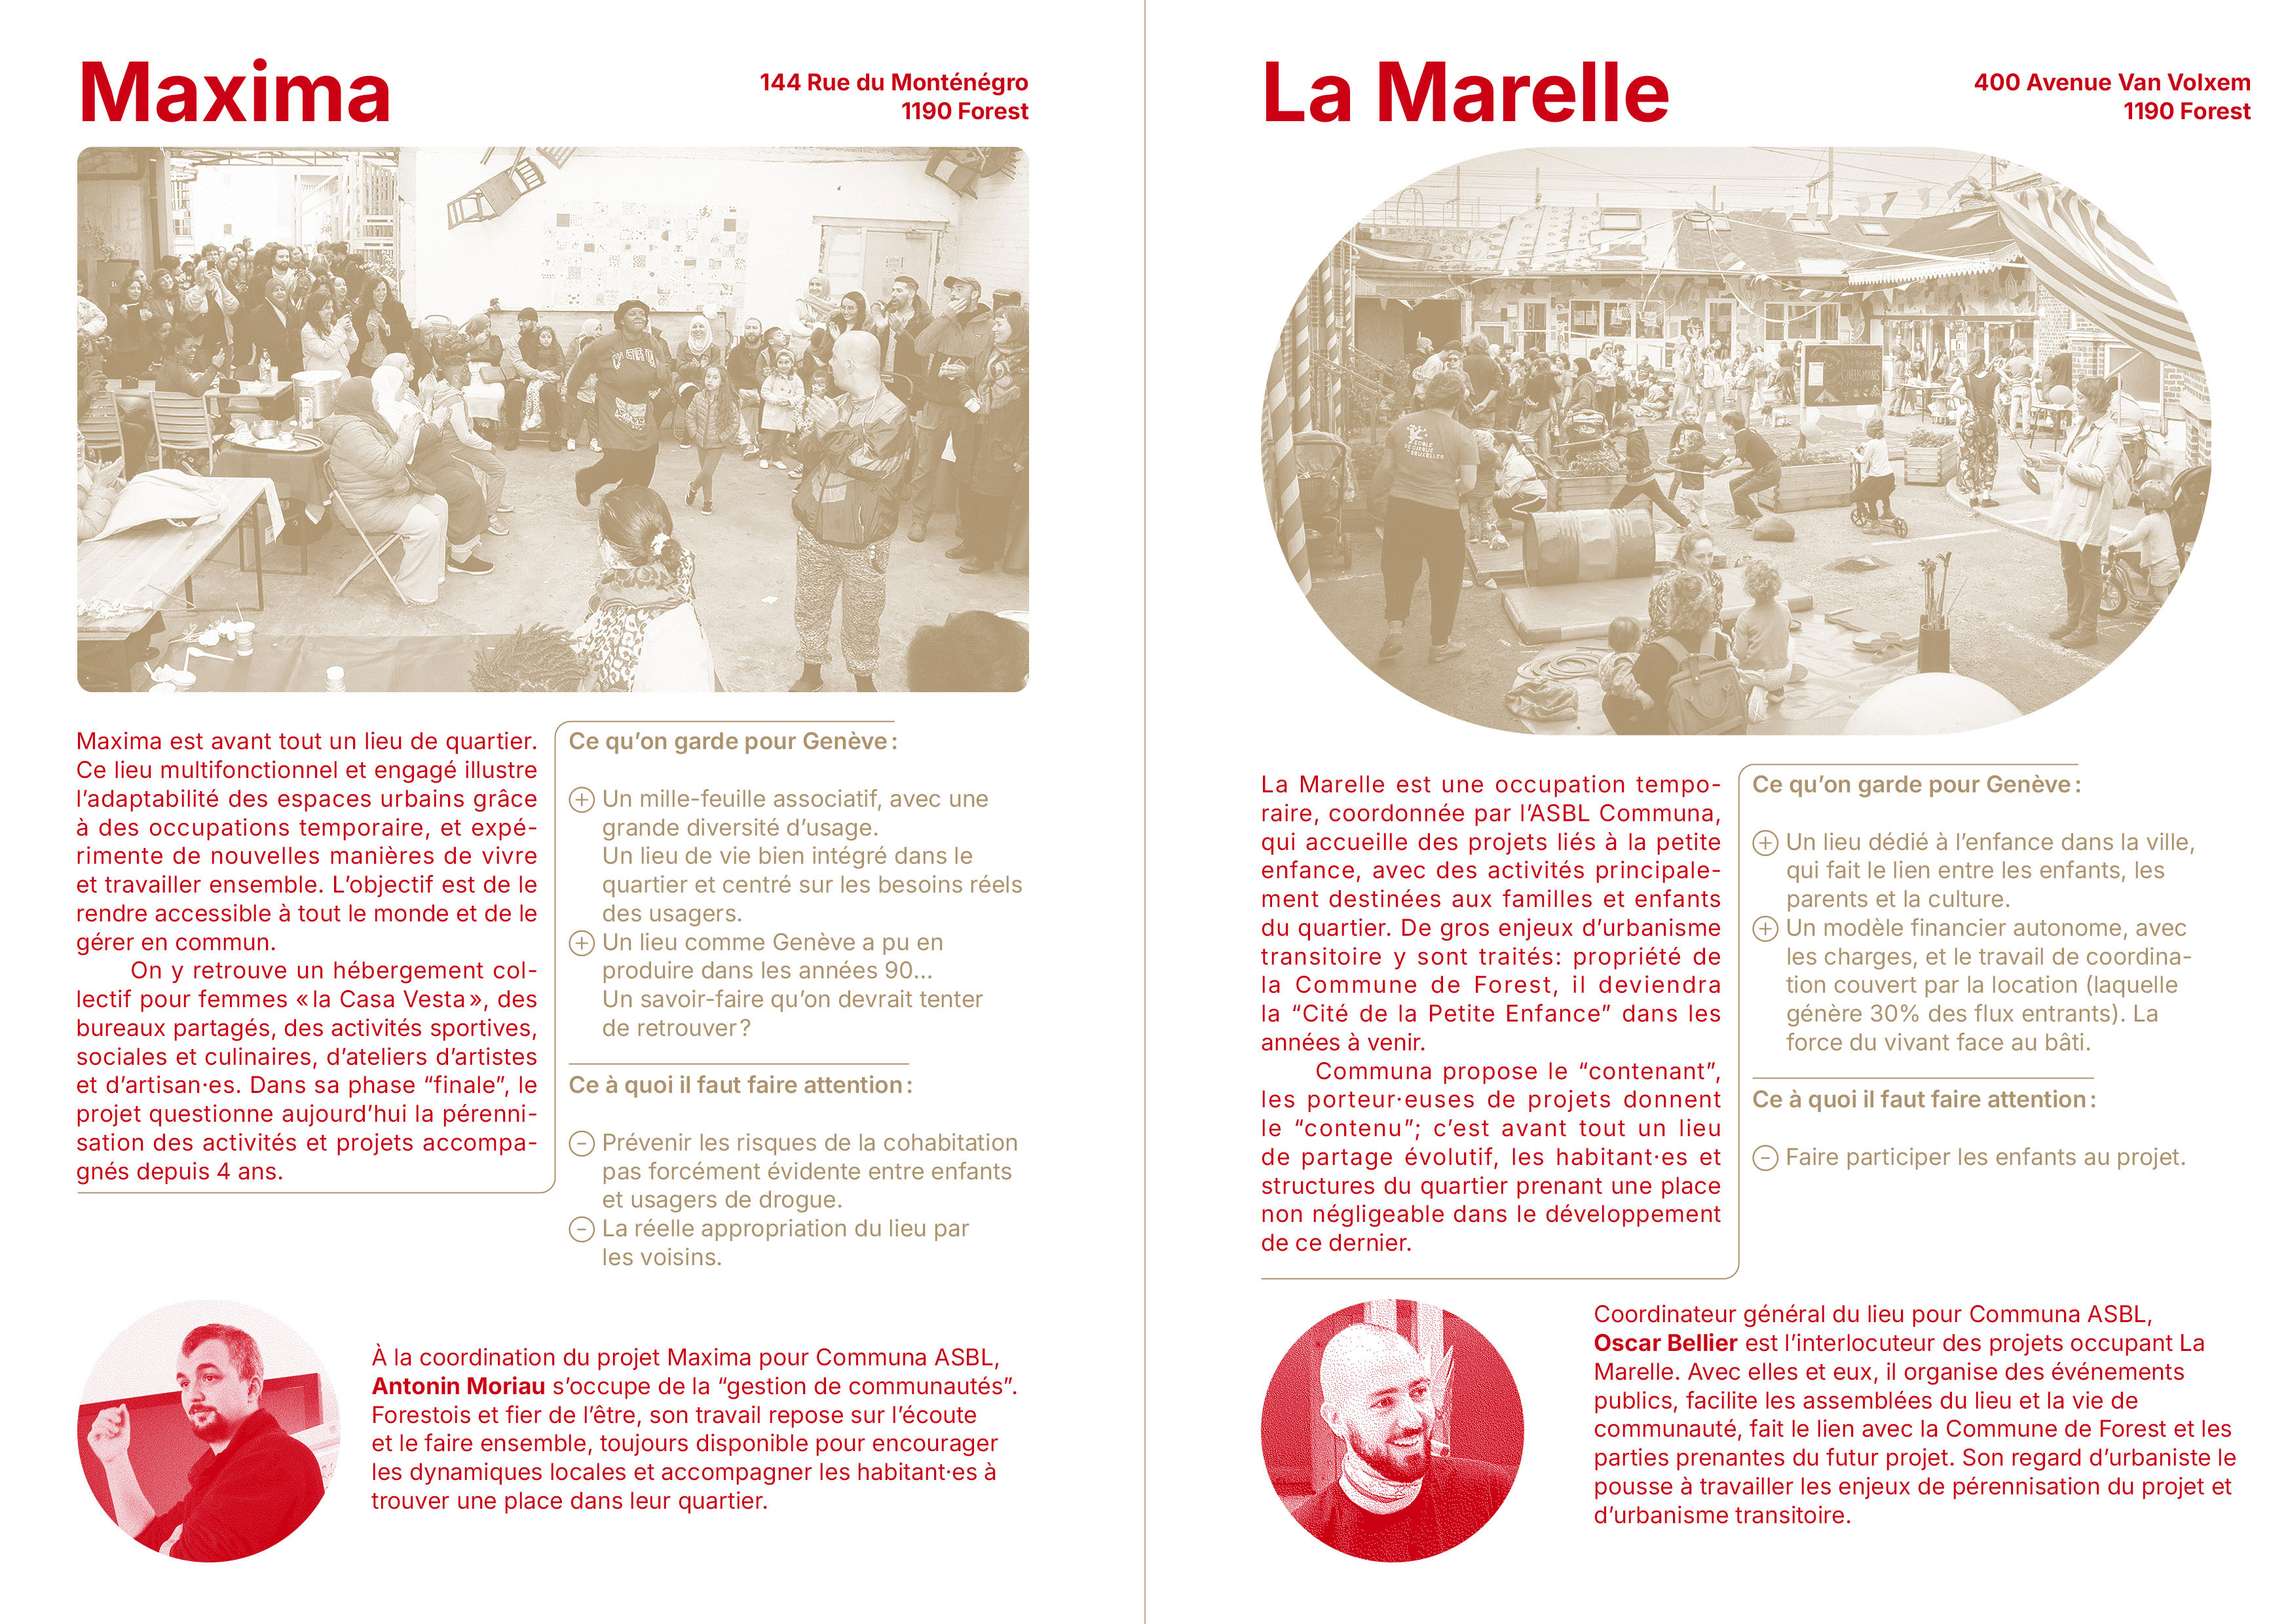 Maxima
144 Rue du Monténégro
1190 Forest
Maxima est avant tout un lieu de quartier.
Ce lieu multifonctionnel et engagé illustre
l’adaptabilité des espaces urbains grâce
à des occupations temporaire, et expé-
rimente de nouvelles manières de vivre
et travailler ensemble. L’objectif est de le
rendre accessible à tout le monde et de le
gérer en commun.
On y retrouve un hébergement col-
lectif pour femmes «la Casa Vesta», des
bureaux partagés, des activités sportives,
sociales et culinaires, d’ateliers d’artistes
et d’artisan·es. Dans sa phase “finale”, le
projet questionne aujourd’hui la pérenni-
sation des activités et projets accompa-
gnés depuis 4 ans.
Ce qu’on garde pour Genève :
+ Un mille-feuille associatif, avec une
grande diversité d’usage.
Un lieu de vie bien intégré dans le
quartier et centré sur les besoins réels
des usagers.
+ Un lieu comme Genève a pu en
produire dans les années 90...
Un savoir-faire qu’on devrait tenter
de retrouver ?
Ce à quoi il faut faire attention :
− Prévenir les risques de la cohabitation
pas forcément évidente entre enfants
et usagers de drogue.
− La réelle appropriation du lieu par
les voisins.
À la coordination du projet Maxima pour Communa ASBL,
Antonin Moriau s’occupe de la “gestion de communautés”.
Forestois et fier de l’être, son travail repose sur l’écoute
et le faire ensemble, toujours disponible pour encourager
les dynamiques locales et accompagner les habitant·es à
trouver une place dans leur quartier.
La Marelle
400 Avenue Van Volxem
1190 Forest
ÉCOLE
DE CIRQUE
DE BRUXELLES
La Marelle est une occupation tempo-
raire, coordonnée par l’ASBL Communa,
qui accueille des projets liés à la petite
enfance, avec des activités principale-
ment destinées aux familles et enfants
du quartier. De gros enjeux d’urbanisme
transitoire y sont traités: propriété de
la Commune de Forest, il deviendra
la “Cité de la Petite Enfance” dans les
années à venir.
Communa propose le “contenant”,
les porteur·euses de projets donnent
le “contenu”; c’est avant tout un lieu
de partage évolutif, les habitant·es et
structures du quartier prenant une place
non négligeable dans le développement
de ce dernier.
Ce qu’on garde pour Genève :
+ Un lieu dédié à l’enfance dans la ville,
qui fait le lien entre les enfants, les
parents et la culture.
+ Un modèle financier autonome, avec
les charges, et le travail de coordina-
tion couvert par la location (laquelle
génère 30% des flux entrants). La
force du vivant face au bâti.
Ce à quoi il faut faire attention :
− Faire participer les enfants au projet.
Coordinateur général du lieu pour Communa ASBL,
Oscar Bellier est l’interlocuteur des projets occupant La
Marelle. Avec elles et eux, il organise des événements
publics, facilite les assemblées du lieu et la vie de
communauté, fait le lien avec la Commune de Forest et les
parties prenantes du futur projet. Son regard d’urbaniste le
pousse à travailler les enjeux de pérennisation du projet et
d’urbanisme transitoire.